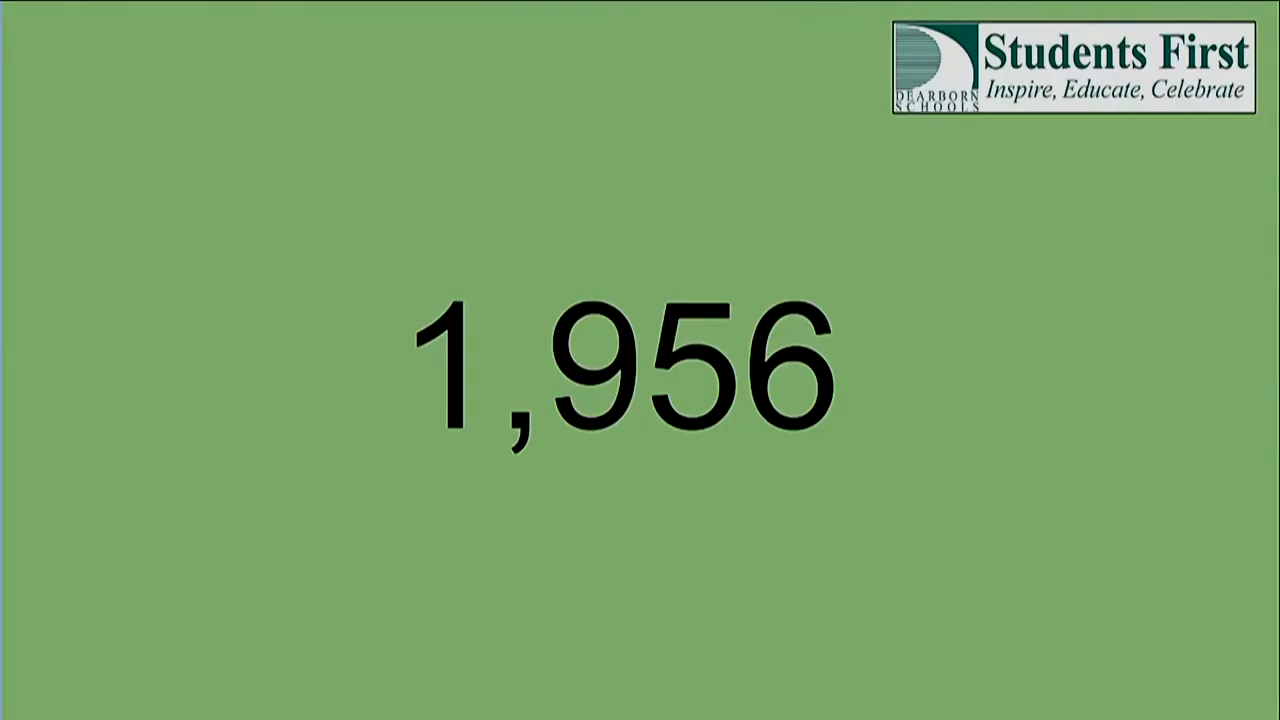 Students First
Inspire, Educate, Celebrate
DEARBORN
SCHOOLS
1,956